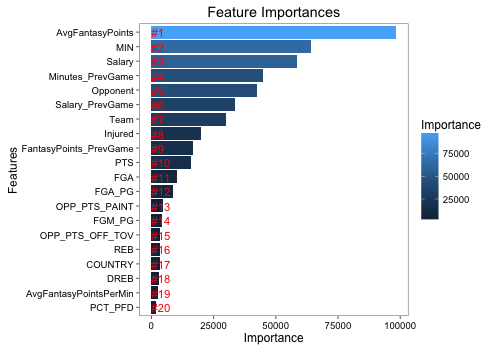 Feature Importances
AvgFantasyPoints #1
MIN #2
Salary #3
Minutes_PrevGame #4
Opponent #5
Salary_PrevGame #6
Team #7
Injured #8
FantasyPoints_PrevGame #9
PTS #10
FGA #11
FGA_PG #12
OPP_PTS_PAINT #13
FGM_PG #14
OPP_PTS_OFF_TOV #15
REB #16
COUNTRY #17
DREB #18
AvgFantasyPointsPerMin #19
PCT_PFD #20
Features
0 25000 50000 75000 100000
Importance
Importance
75000
50000
25000